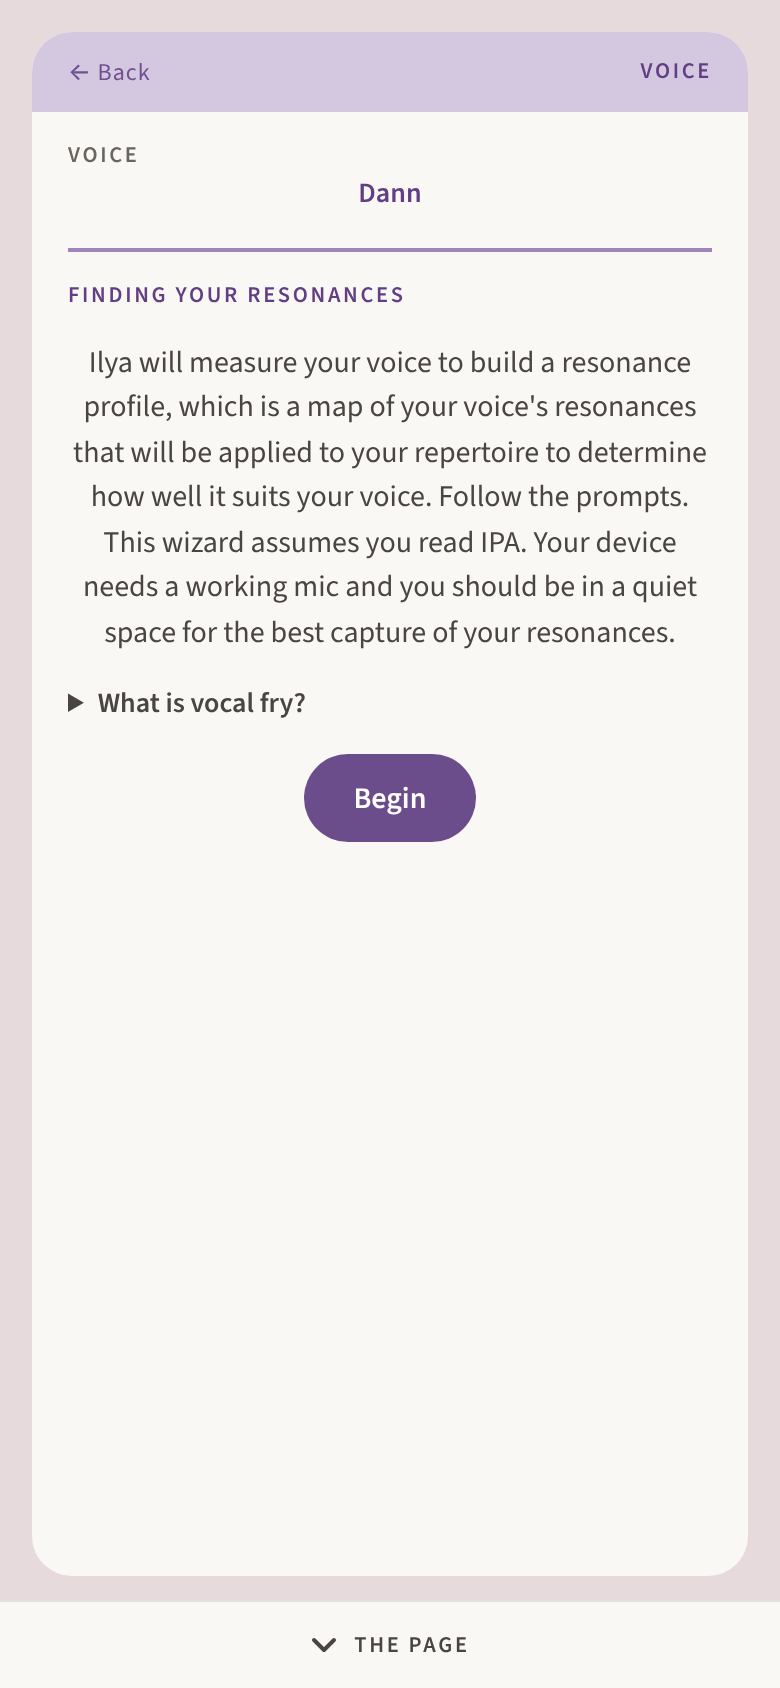 ← Back
VOICE
VOICE
Dann
FINDING YOUR RESONANCES
Ilya will measure your voice to build a resonance
profile, which is a map of your voice's resonances
that will be applied to your repertoire to determine
how well it suits your voice. Follow the prompts.
This wizard assumes you read IPA. Your device
needs a working mic and you should be in a quiet
space for the best capture of your resonances.
What is vocal fry?
Begin
THE PAGE